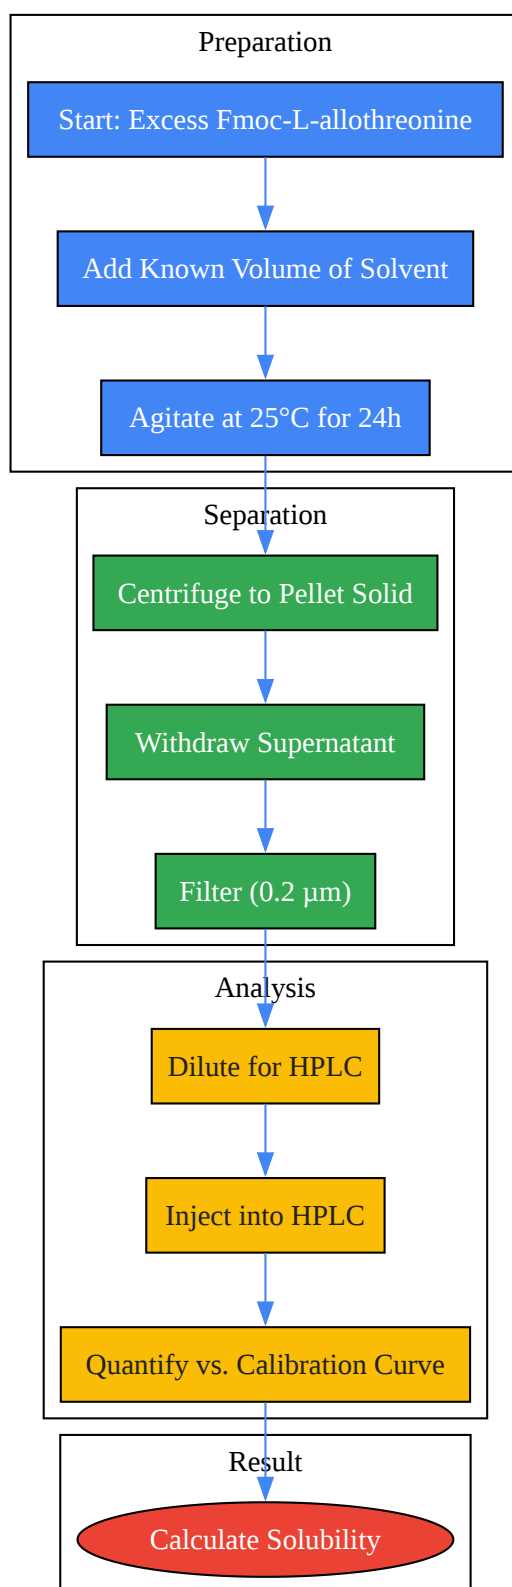 Preparation
Start: Excess Fmoc-L-allothreonine
Add Known Volume of Solvent
Agitate at 25°C for 24h
Separation
Centrifuge to Pellet Solid
Withdraw Supernatant
Filter (0.2 µm)
Analysis
Dilute for HPLC
Inject into HPLC
Quantify vs. Calibration Curve
Result
Calculate Solubility